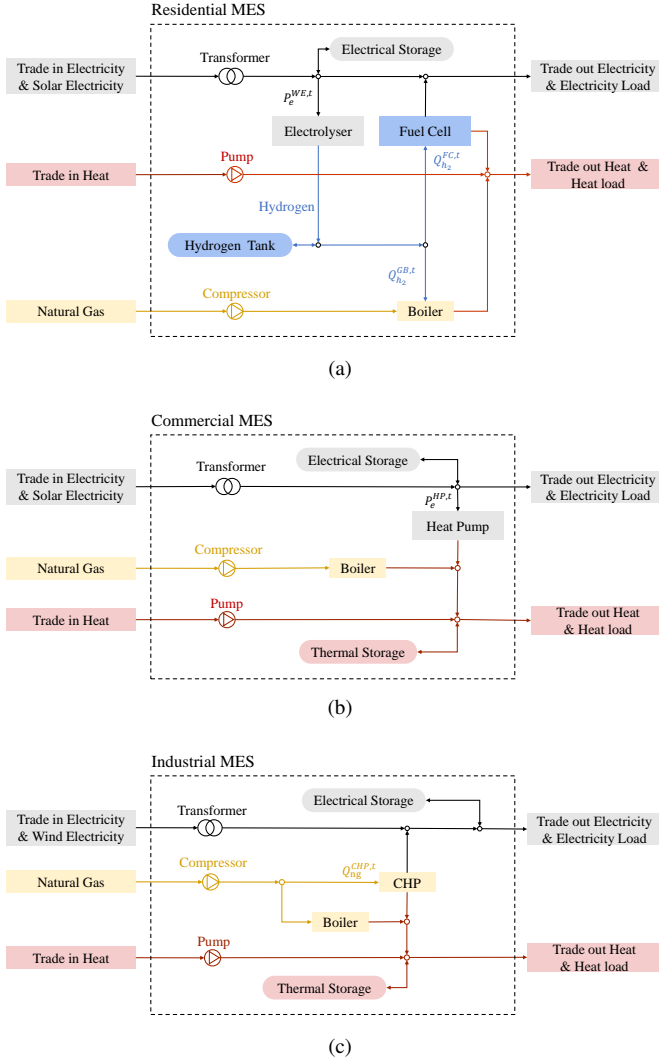 Residential MES
Transformer
Electrical Storage
Trade in Electricity
& Solar Electricity
Trade out Electricity
& Electricity Load
P_e^{WE,t}
Electrolyser
Fuel Cell
Pump
Q_{h_2}^{FC,t}
Trade in Heat
Trade out Heat &
Heat load
Hydrogen
Hydrogen Tank
Q_{h_2}^{GB,t}
Compressor
Natural Gas
Boiler
(a)
Commercial MES
Transformer
Electrical Storage
Trade in Electricity
& Solar Electricity
Trade out Electricity
& Electricity Load
P_e^{HP,t}
Heat Pump
Compressor
Natural Gas
Boiler
Pump
Trade in Heat
Trade out Heat
& Heat load
Thermal Storage
(b)
Industrial MES
Electrical Storage
Transformer
Trade in Electricity
& Wind Electricity
Trade out Electricity
& Electricity Load
Compressor
Q_{ng}^{CHP,t}
Natural Gas
CHP
Boiler
Pump
Trade in Heat
Trade out Heat
& Heat load
Thermal Storage
(c)